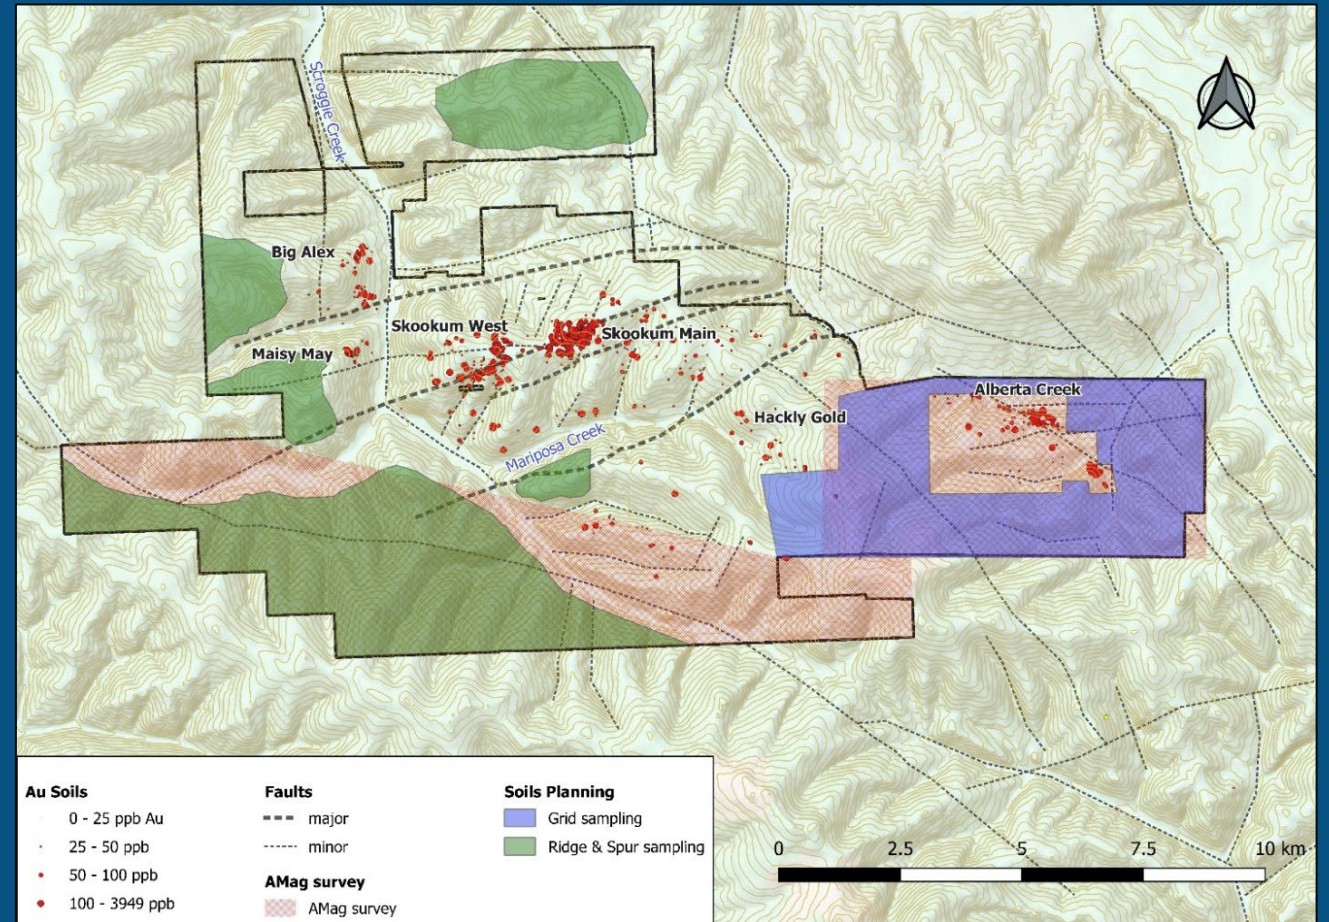 Scroggie Creek
Big Alex
Skookum West
Skookum Main
Maisy May
Alberta Creek
Hackly Gold
Mariposa Creek
Au Soils
0 - 25 ppb Au
25 - 50 ppb
50 - 100 ppb
100 - 3949 ppb
Faults
major
minor
AMag survey
AMag survey
Soils Planning
Grid sampling
Ridge & Spur sampling
0 2.5 5 7.5 10 km